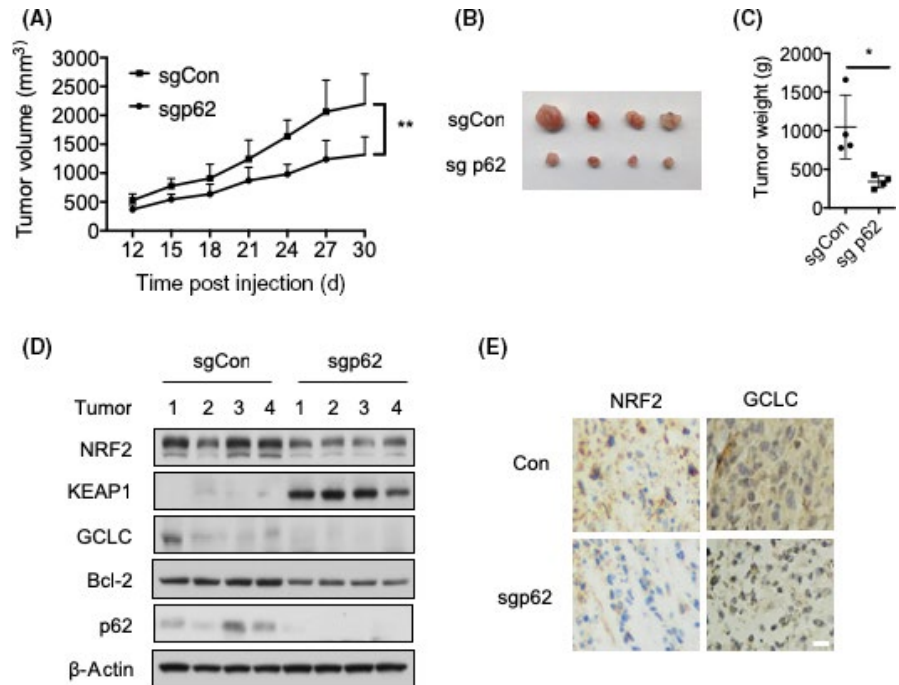 (A)
Tumor volume (mm³)
3000
2500
2000
1500
1000
500
0
sgCon
sgp62
**
12 15 18 21 24 27 30
Time post injection (d)
(B)
sgCon
sg p62
(C)
Tumor weight (g)
2000
1500
1000
500
0
*
sgCon
sg p62
(D)
sgCon sgp62
Tumor 1 2 3 4 1 2 3 4
NRF2
KEAP1
GCLC
Bcl-2
p62
β-Actin
(E)
NRF2 GCLC
Con
sgp62